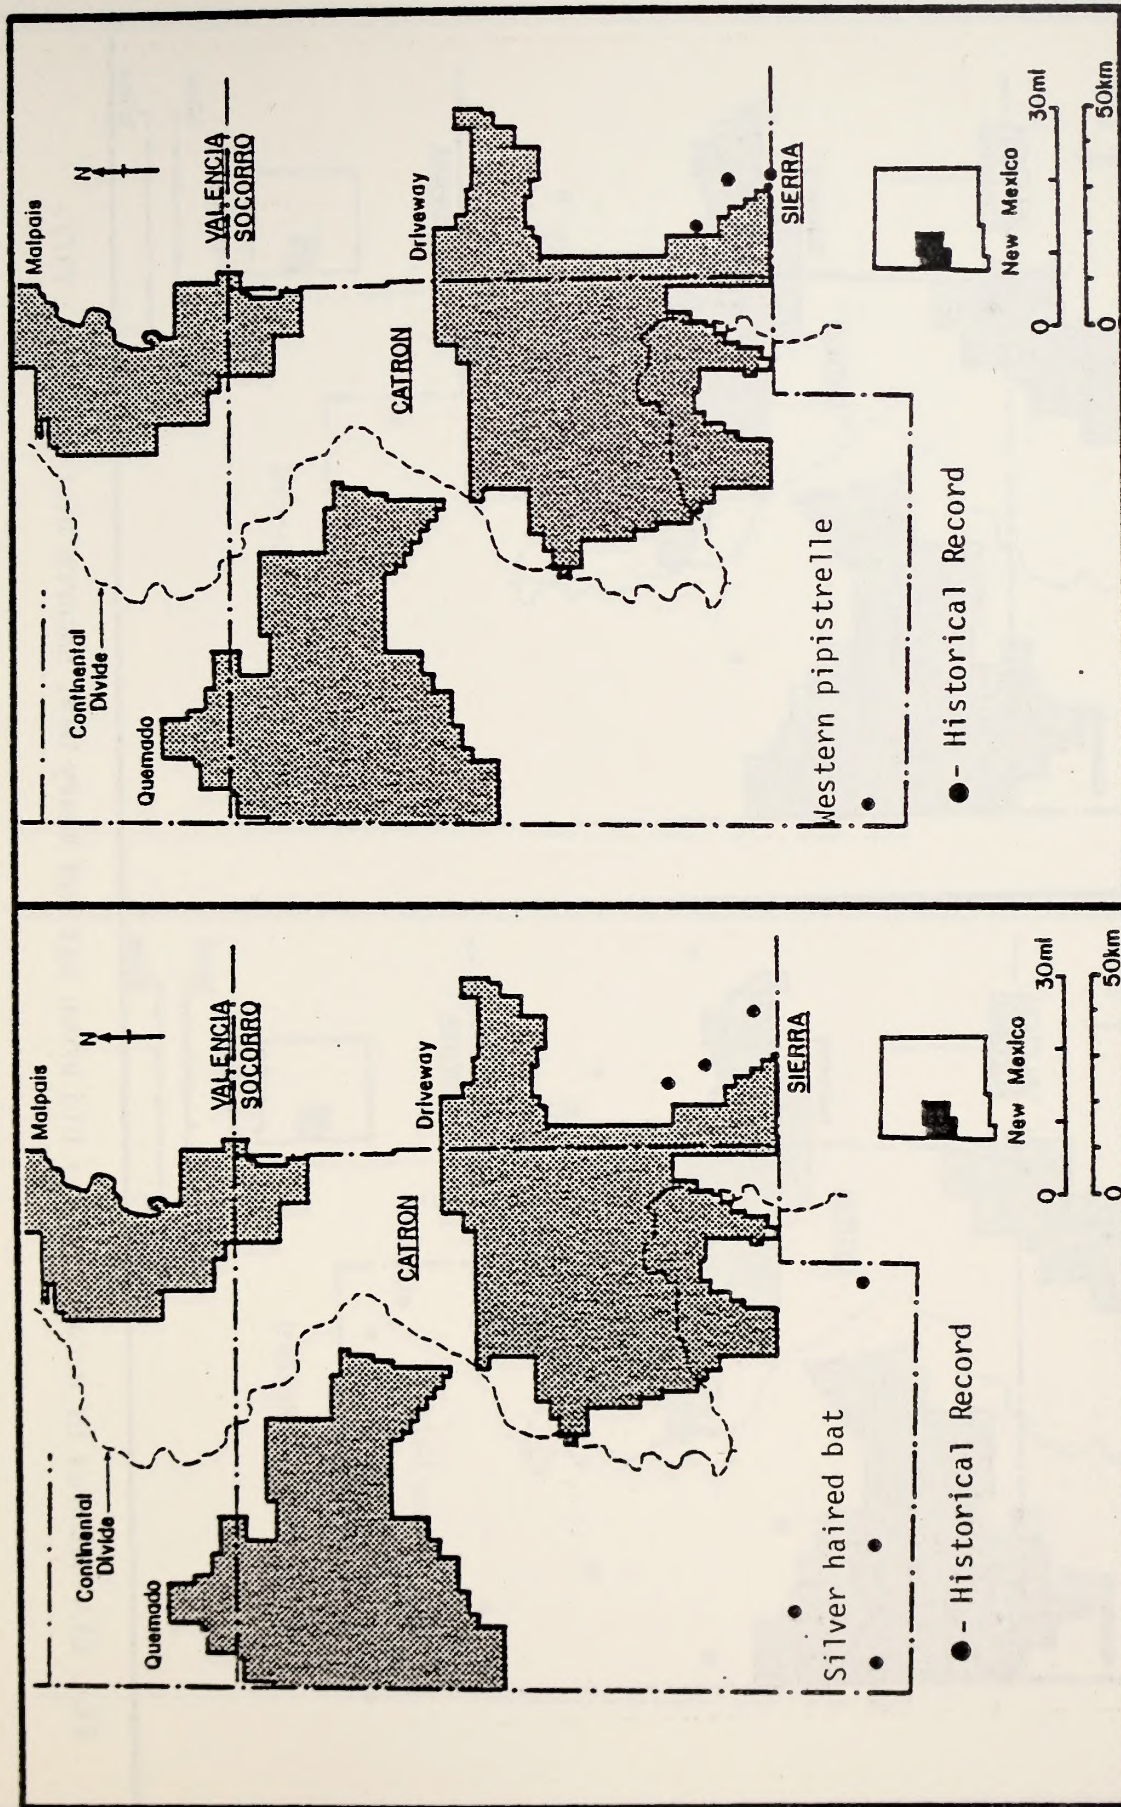 Malpais
N
Continental
Divide
Quemado
VALENCIA
SOCORRO
CATRON
Driveway
SIERRA
Silver haired bat
New Mexico
0 30mi
0 50km
●- Historical Record
Malpais
N
Continental
Divide
Quemado
VALENCIA
SOCORRO
CATRON
Driveway
SIERRA
Western pipistrelle
New Mexico
0 30mi
0 50km
●- Historical Record